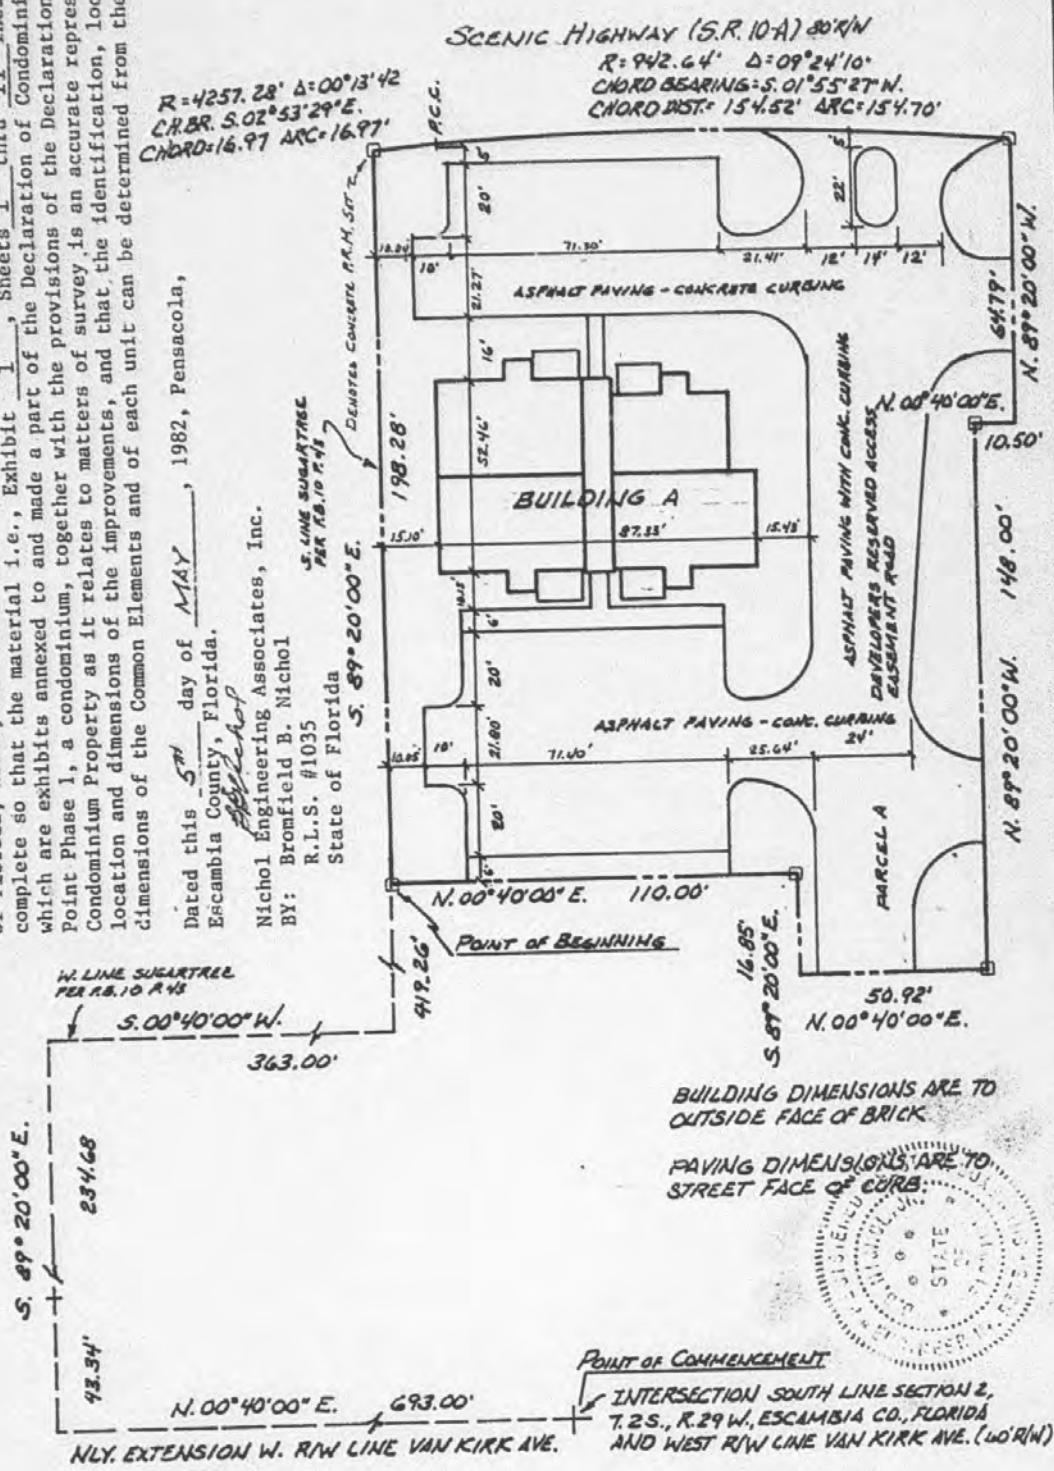 complete so that the material i.e., Exhibit 1, Sheets 1 thru 11
which are exhibits annexed to and made a part of the Declaration of Condomini
Point Phase 1, a condominium, together with the provisions of the Declaration
Condominium Property as it relates to matters of survey, is an accurate repres
location and dimensions of the improvements, and that the identification, loc
dimensions of the Common Elements and of each unit can be determined from the
Dated this 5TH day of MAY, 1982, Pensacola,
Escambia County, Florida.
Nichol Engineering Associates, Inc.
BY: Bromfield B. Nichol
R.L.S. #1035
State of Florida
SCENIC HIGHWAY (S.R. 10-A) 80'R/W
R= 942.64' Δ=09°24'10"
CHORD BEARING= S.01°55'27"W.
CHORD DIST.= 154.52' ARC=154.70'
R=4257.28' Δ=00°13'42
CH.BR. S.02°53'29"E.
CHORD=16.97 ARC=16.97'
P.C.C.
DENOTES CONCRETE P.R.M. SET
5'
20'
10.04'
10'
71.30'
21.41'
12'
14'
12'
22'
5'
21.27'
ASPHALT PAVING - CONCRETE CURBING
64.79'
N. 89°20'00"W.
16'
S. LINE SUGARTREE
PER P.B.10 P.43
198.28'
S. 89°20'00"E.
52.46'
BUILDING A
15.10'
87.33'
15.43'
N.00°40'00"E.
10.50'
ASPHALT PAVING WITH CONC. CURBING
DEVELOPERS RESERVED ACCESS
EASEMENT ROAD
148.00'
N. 89°20'00"W.
6'
20'
ASPHALT PAVING - CONC. CURBING
10.05'
10'
21.80'
71.40'
25.64'
24'
20'
6'
PARCEL A
N.00°40'00"E. 110.00'
POINT OF BEGINNING
16.85'
S. 89°20'00"E.
50.92'
N.00°40'00"E.
419.26'
W. LINE SUGARTREE
PER P.B.10 P.43
S.00°40'00"W.
363.00'
S. 89°20'00"E.
234.68
43.34'
BUILDING DIMENSIONS ARE TO
OUTSIDE FACE OF BRICK
PAVING DIMENSIONS ARE TO
STREET FACE OF CURB.
STATE
OF
POINT OF COMMENCEMENT
INTERSECTION SOUTH LINE SECTION 2,
T.2S., R.29W., ESCAMBIA CO., FLORIDA
AND WEST R/W LINE VAN KIRK AVE. (60'R/W)
N.00°40'00"E. 693.00'
NLY. EXTENSION W. R/W LINE VAN KIRK AVE.